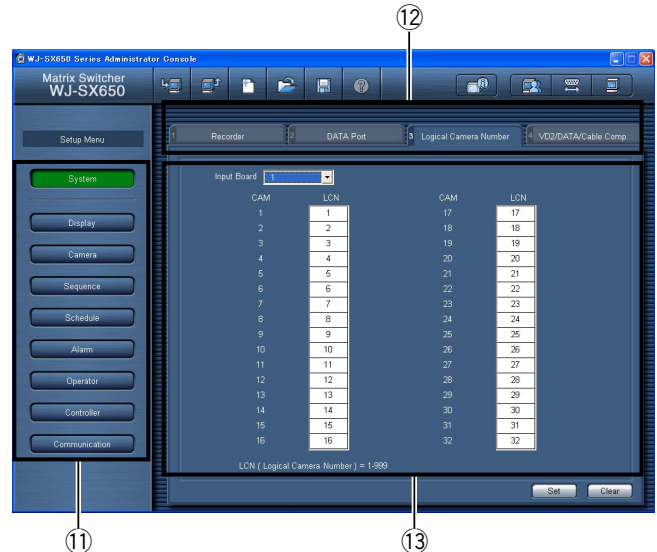 ⑫
WJ-SX650 Series Administrator Console
Matrix Switcher
WJ-SX650
Setup Menu
1 Recorder 2 DATA Port 3 Logical Camera Number 4 VD2/DATA/Cable Comp.
System
Display
Camera
Sequence
Schedule
Alarm
Operator
Controller
Communication
Input Board 1
CAM LCN CAM LCN
1 1 17 17
2 2 18 18
3 3 19 19
4 4 20 20
5 5 21 21
6 6 22 22
7 7 23 23
8 8 24 24
9 9 25 25
10 10 26 26
11 11 27 27
12 12 28 28
13 13 29 29
14 14 30 30
15 15 31 31
16 16 32 32
LCN ( Logical Camera Number ) = 1-999
Set Clear
⑪ ⑬